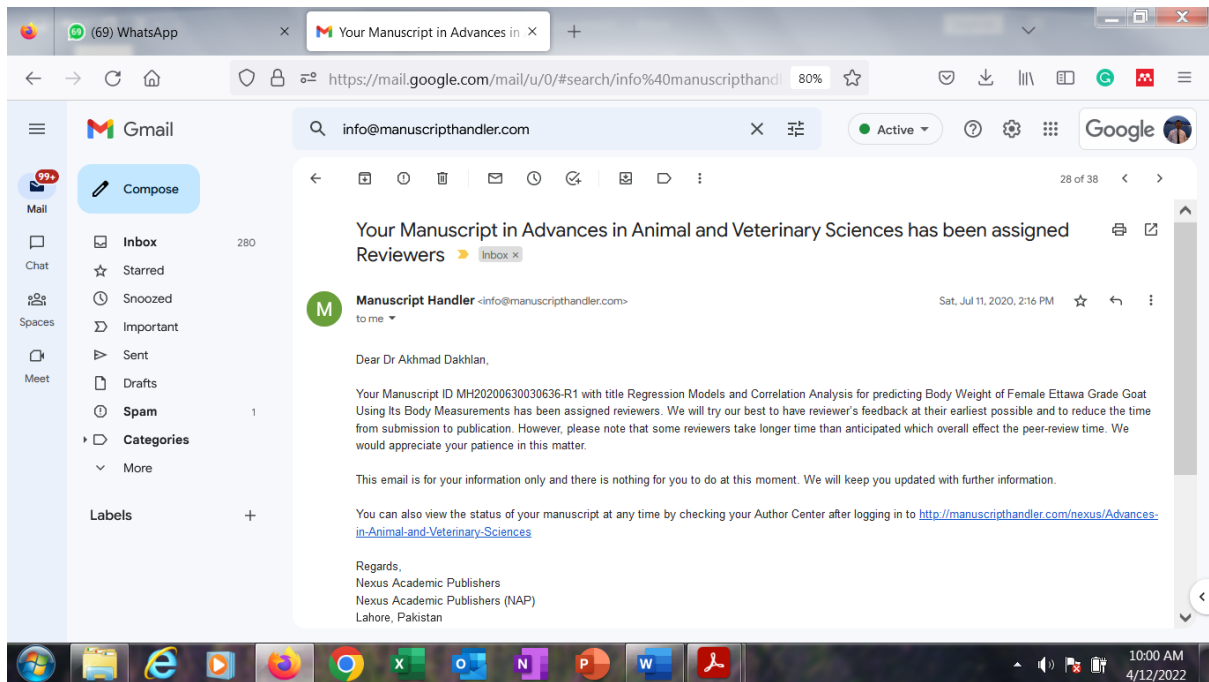 (69) WhatsApp
Your Manuscript in Advances in
https://mail.google.com/mail/u/0/#search/info%40manuscripthandl
80%
Gmail
info@manuscripthandler.com
Active
Google
99+
Mail
Chat
Spaces
Meet
Compose
Inbox 280
Starred
Snoozed
Important
Sent
Drafts
Spam 1
Categories
More
Labels
28 of 38
Your Manuscript in Advances in Animal and Veterinary Sciences has been assigned
Reviewers Inbox ×
M
Manuscript Handler <info@manuscripthandler.com>
Sat, Jul 11, 2020, 2:16 PM
to me
Dear Dr Akhmad Dakhlan,
Your Manuscript ID MH20200630030636-R1 with title Regression Models and Correlation Analysis for predicting Body Weight of Female Ettawa Grade Goat
Using Its Body Measurements has been assigned reviewers. We will try our best to have reviewer's feedback at their earliest possible and to reduce the time
from submission to publication. However, please note that some reviewers take longer time than anticipated which overall effect the peer-review time. We
would appreciate your patience in this matter.
This email is for your information only and there is nothing for you to do at this moment. We will keep you updated with further information.
You can also view the status of your manuscript at any time by checking your Author Center after logging in to http://manuscripthandler.com/nexus/Advances-
in-Animal-and-Veterinary-Sciences
Regards,
Nexus Academic Publishers
Nexus Academic Publishers (NAP)
Lahore, Pakistan
10:00 AM
4/12/2022